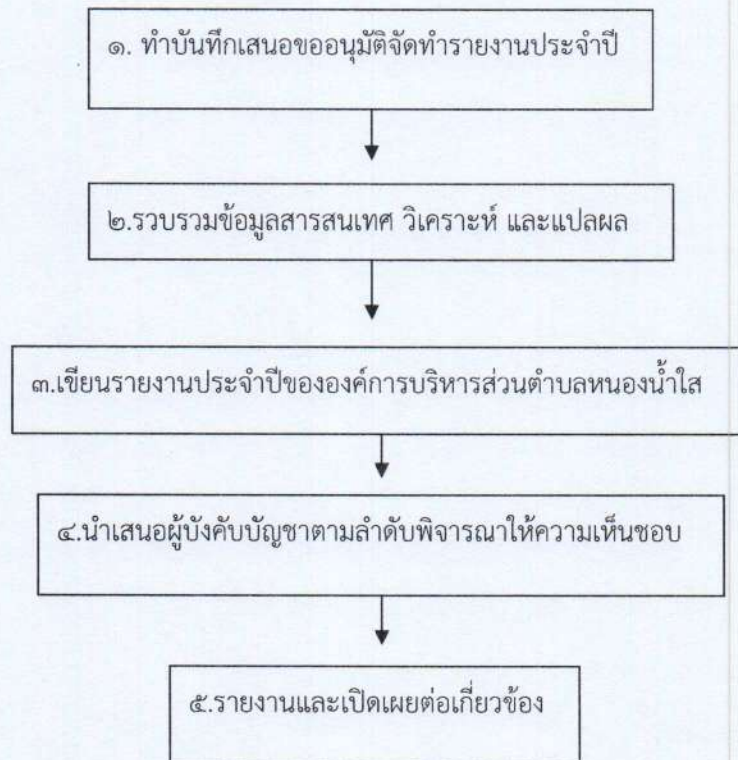 ๑. ทำบันทึกเสนอขออนุมัติจัดทำรายงานประจำปี
๒.รวบรวมข้อมูลสารสนเทศ วิเคราะห์ และแปลผล
๓.เขียนรายงานประจำปีขององค์การบริหารส่วนตำบลหนองน้ำใส
๔.นำเสนอผู้บังคับบัญชาตามลำดับพิจารณาให้ความเห็นชอบ
๕.รายงานและเปิดเผยต่อเกี่ยวข้อง